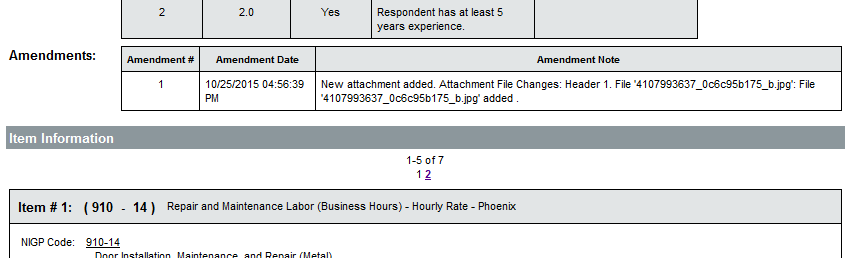 2 2.0 Yes Respondent has at least 5
years experience.
Amendments:
Amendment # Amendment Date Amendment Note
1 10/25/2015 04:56:39 New attachment added. Attachment File Changes: Header 1. File '4107993637_0c6c95b175_b.jpg': File
PM '4107993637_0c6c95b175_b.jpg' added .
Item Information
1-5 of 7
1 2
Item # 1: ( 910 - 14 ) Repair and Maintenance Labor (Business Hours) - Hourly Rate - Phoenix
NIGP Code: 910-14
Door Installation, Maintenance, and Repair (Metal)